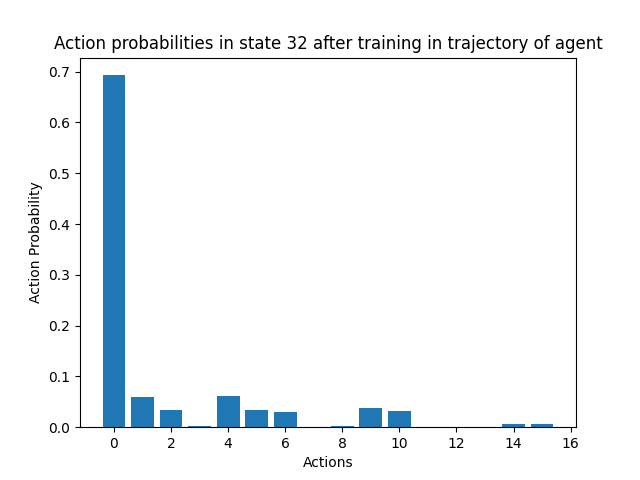 Action probabilities in state 32 after training in trajectory of agent
0.7
0.6
0.5
0.4
0.3
0.2
0.1
0.0
Action Probability
0 2 4 6 8 10 12 14 16
Actions